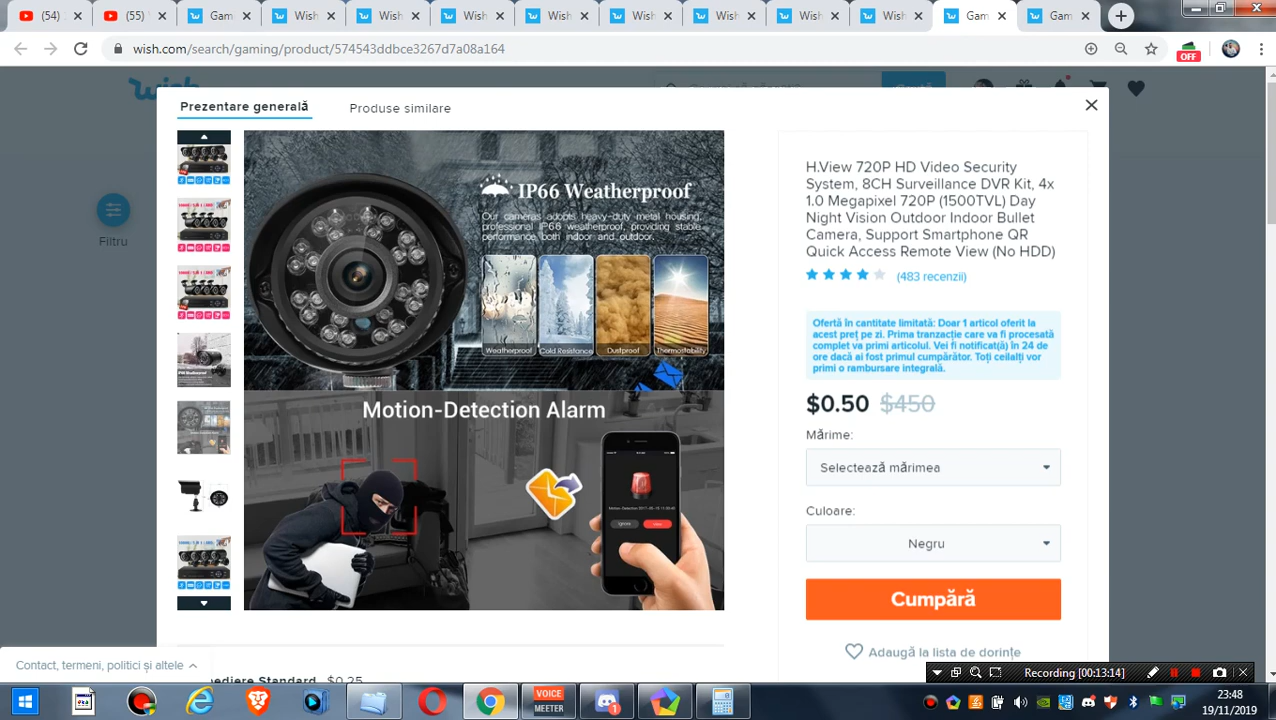 (54)
(55)
Gam
Wish
Wish
Wish
Wish
Wish
Wish
Wish
Wish
Gam
Gam
wish.com/search/gaming/product/574543ddbce3267d7a08a164
OFF
wish
Prezentare generală
Produse similare
Filtru
IP66 Weatherproof
Our cameras adopts heavy-duty metal housing,
professional IP66 weatherproof, providing stable
performance both indoor and outdoor.
Weatherproof
Cold Resistance
Dustproof
Thermostability
Motion-Detection Alarm
H.View 720P HD Video Security
System, 8CH Surveillance DVR Kit, 4x
1.0 Megapixel 720P (1500TVL) Day
Night Vision Outdoor Indoor Bullet
Camera, Support Smartphone QR
Quick Access Remote View (No HDD)
(483 recenzii)
Ofertă în cantitate limitată: Doar 1 articol oferit la
acest preț pe zi. Prima tranzacție care va fi procesată
complet va primi articolul. Vei fi notificat(ă) în 24 de
ore dacă ai fost primul cumpărător. Toți ceilalți vor
primi o rambursare integrală.
$0.50 $450
Mărime:
Selectează mărimea
Culoare:
Negru
Cumpără
Adaugă la lista de dorințe
Contact, termeni, politici și altele
pediere Standard $0.25
Recording [00:13:14]
VOICE
MEETER
23:48
19/11/2019